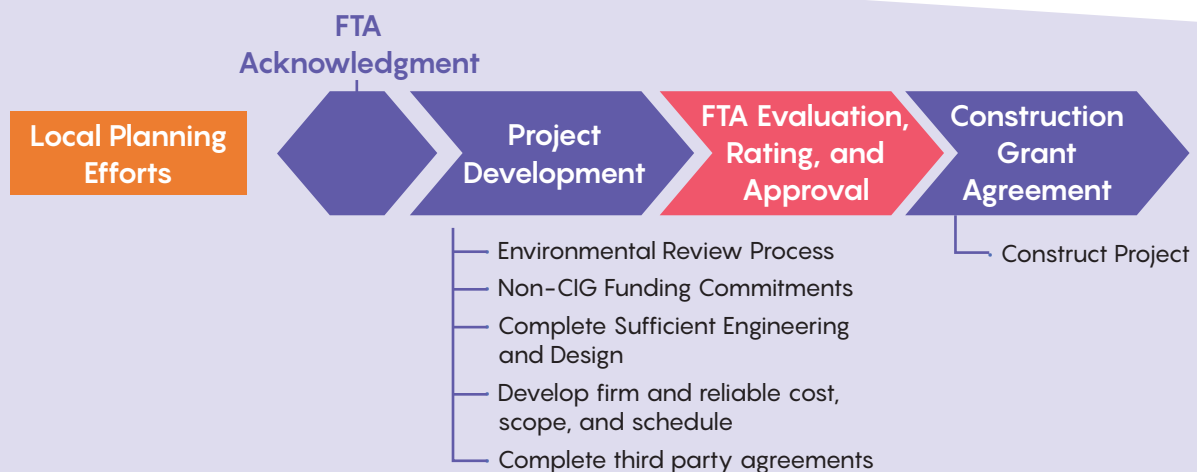 FTA
Acknowledgment
Local Planning
Efforts
Project
Development
FTA Evaluation,
Rating, and
Approval
Construction
Grant
Agreement
Environmental Review Process
Non-CIG Funding Commitments
Complete Sufficient Engineering
and Design
Develop firm and reliable cost,
scope, and schedule
Complete third party agreements
Construct Project